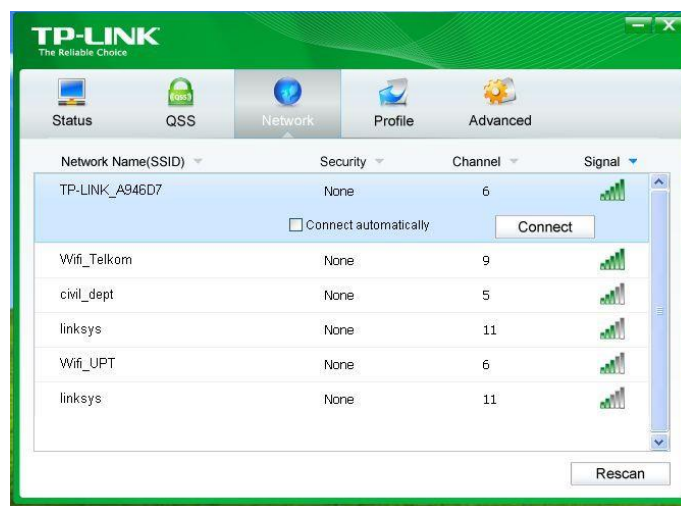 TP-LINK
The Reliable Choice
Status QSS Network Profile Advanced
Network Name(SSID) Security Channel Signal
TP-LINK_A946D7 None 6
Connect automatically Connect
Wifi_Telkom None 9
civil_dept None 5
linksys None 11
Wifi_UPT None 6
linksys None 11
Rescan